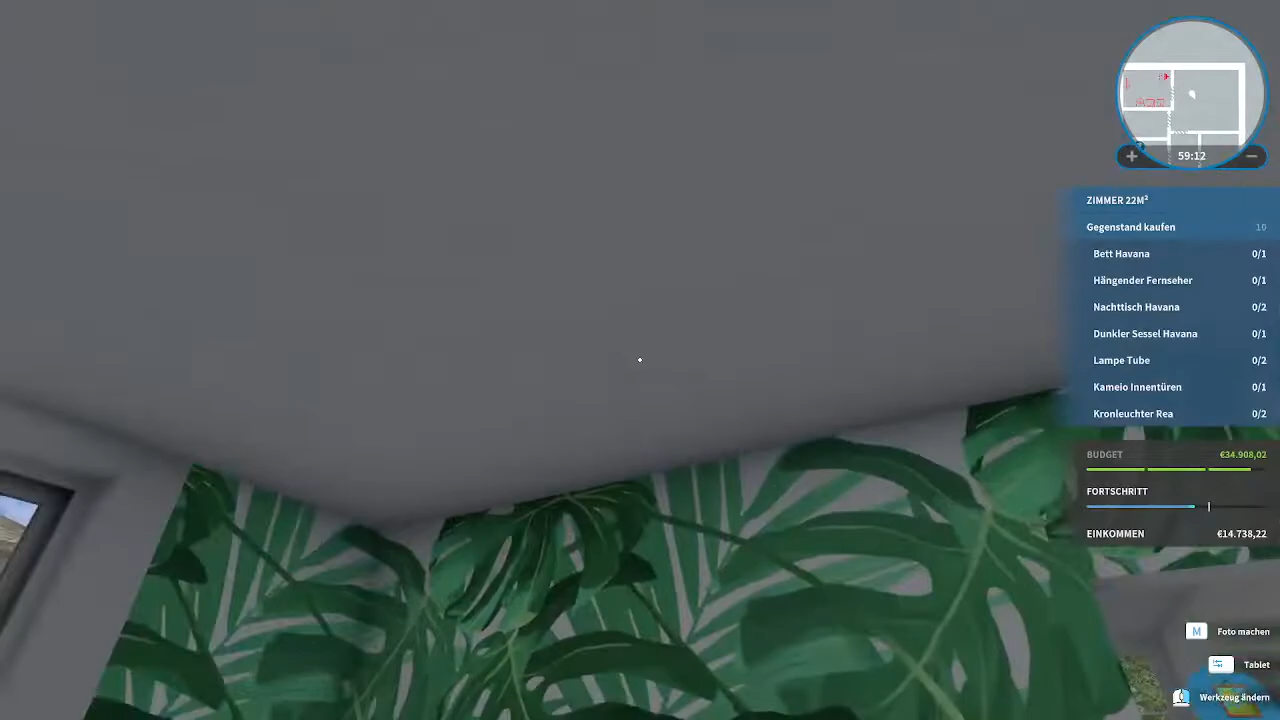 59:12
ZIMMER 22M²
Gegenstand kaufen 10
Bett Havana 0/1
Hängender Fernseher 0/1
Nachttisch Havana 0/2
Dunkler Sessel Havana 0/1
Lampe Tube 0/2
Kameio Innentüren 0/1
Kronleuchter Rea 0/2
BUDGET €34.908,02
FORTSCHRITT
EINKOMMEN €14.738,22
M Foto machen
Tablet
Werkzeug ändern